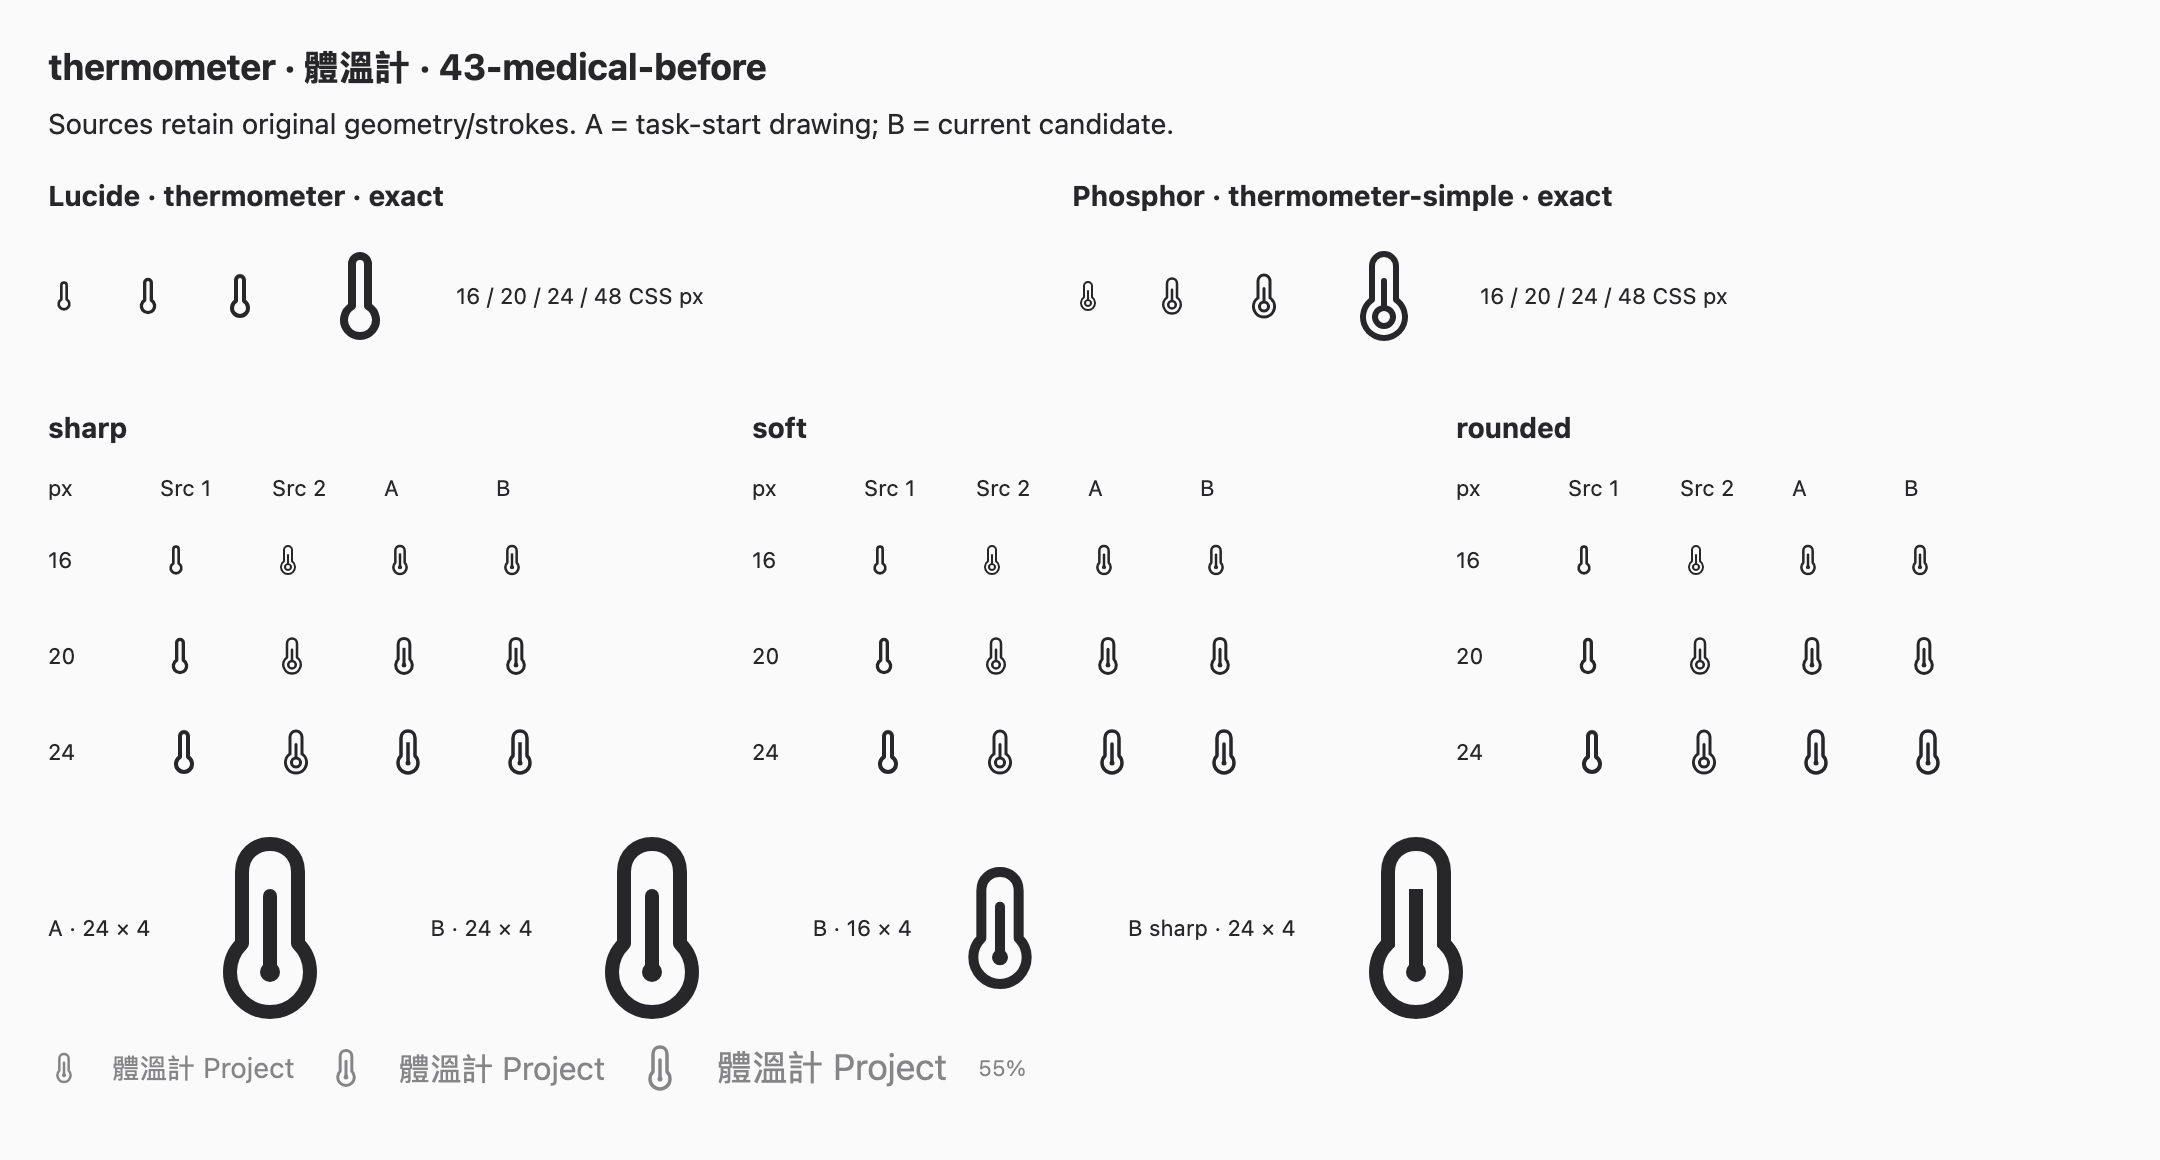 thermometer · 體溫計 · 43-medical-before
Sources retain original geometry/strokes. A = task-start drawing; B = current candidate.
Lucide · thermometer · exact
Phosphor · thermometer-simple · exact
16 / 20 / 24 / 48 CSS px
16 / 20 / 24 / 48 CSS px
sharp
px Src 1 Src 2 A B
16
20
24
soft
px Src 1 Src 2 A B
16
20
24
rounded
px Src 1 Src 2 A B
16
20
24
A · 24 × 4
B · 24 × 4
B · 16 × 4
B sharp · 24 × 4
體溫計 Project 體溫計 Project 體溫計 Project 55%